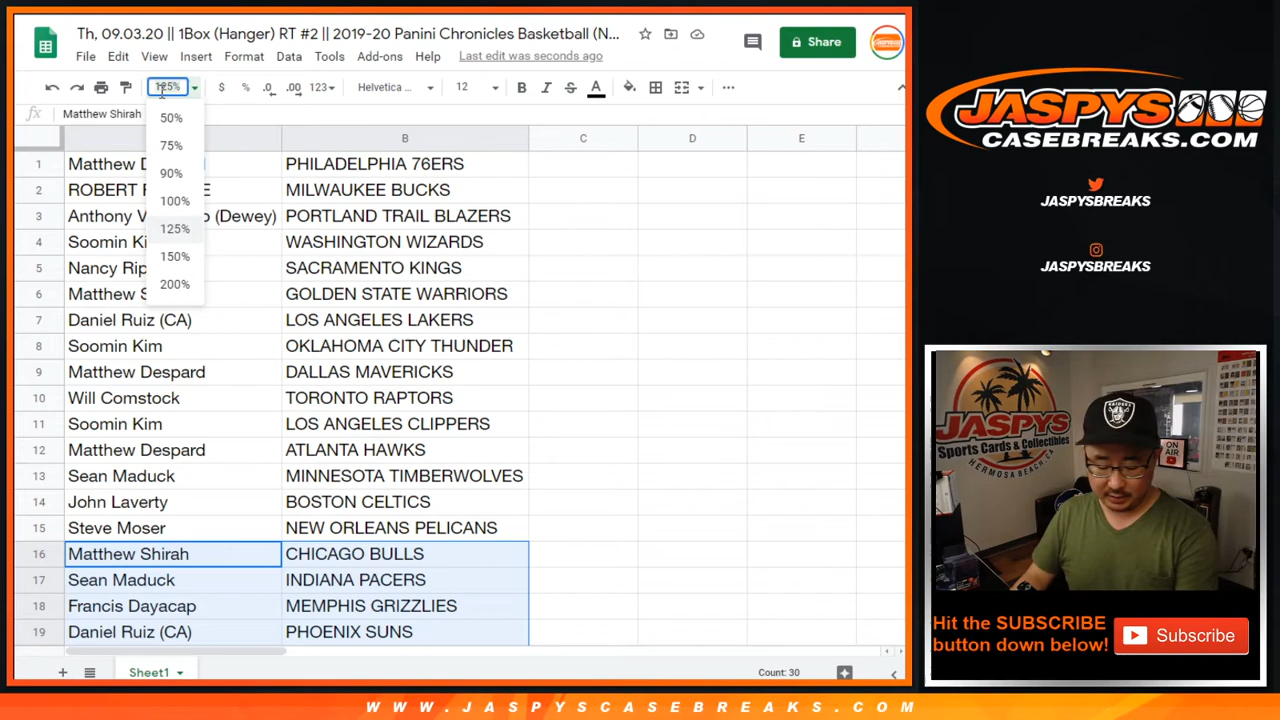 Th, 09.03.20 || 1Box (Hanger) RT #2 || 2019-20 Panini Chronicles Basketball (N...
File Edit View Insert Format Data Tools Add-ons Help Last edit was seconds ago
Share
125% $ % .0 .00 123 Helvetica ... 12 B I S A
fx Matthew Shirah
50%
75%
90%
100%
125%
150%
200%
B C D E
1 Matthew D PHILADELPHIA 76ERS
2 ROBERT MILWAUKEE BUCKS
3 Anthony (Dewey) PORTLAND TRAIL BLAZERS
4 Soomin Ki WASHINGTON WIZARDS
5 Nancy Rip SACRAMENTO KINGS
6 Matthew S GOLDEN STATE WARRIORS
7 Daniel Ruiz (CA) LOS ANGELES LAKERS
8 Soomin Kim OKLAHOMA CITY THUNDER
9 Matthew Despard DALLAS MAVERICKS
10 Will Comstock TORONTO RAPTORS
11 Soomin Kim LOS ANGELES CLIPPERS
12 Matthew Despard ATLANTA HAWKS
13 Sean Maduck MINNESOTA TIMBERWOLVES
14 John Laverty BOSTON CELTICS
15 Steve Moser NEW ORLEANS PELICANS
16 Matthew Shirah CHICAGO BULLS
17 Sean Maduck INDIANA PACERS
18 Francis Dayacap MEMPHIS GRIZZLIES
19 Daniel Ruiz (CA) PHOENIX SUNS
Sheet1
Count: 30
JASPYS
CASEBREAKS.COM
JASPYSBREAKS
JASPYSBREAKS
JASPYS
Sports Cards & Collectibles
HERMOSA BEACH, CA
RAIDERS
ON
AIR
Hit the SUBSCRIBE
button down below!
Subscribe
WWW.JASPYSCASEBREAKS.COM